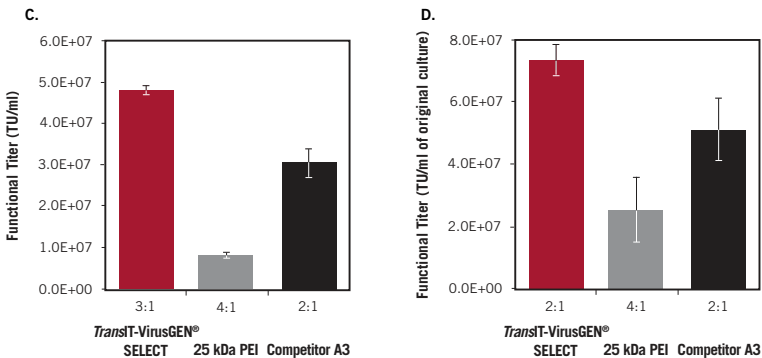 C.
Functional Titer (TU/ml)
6.0E+07
5.0E+07
4.0E+07
3.0E+07
2.0E+07
1.0E+07
0.0E+00
3:1
4:1
2:1
TransIT-VirusGEN®
SELECT
25 kDa PEI
Competitor A3
D.
Functional Titer (TU/ml of original culture)
8.0E+07
6.0E+07
4.0E+07
2.0E+07
0.0E+00
2:1
4:1
2:1
TransIT-VirusGEN®
SELECT
25 kDa PEI
Competitor A3